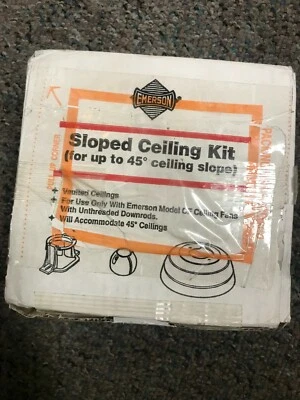 EMERSON
Sloped Ceiling Kit
(for up to 45° ceiling slope)
Vaulted Ceilings
For Use Only With Emerson Model CF Ceiling Fans
With Unthreaded Downrods.
Will Accommodate 45° Ceilings